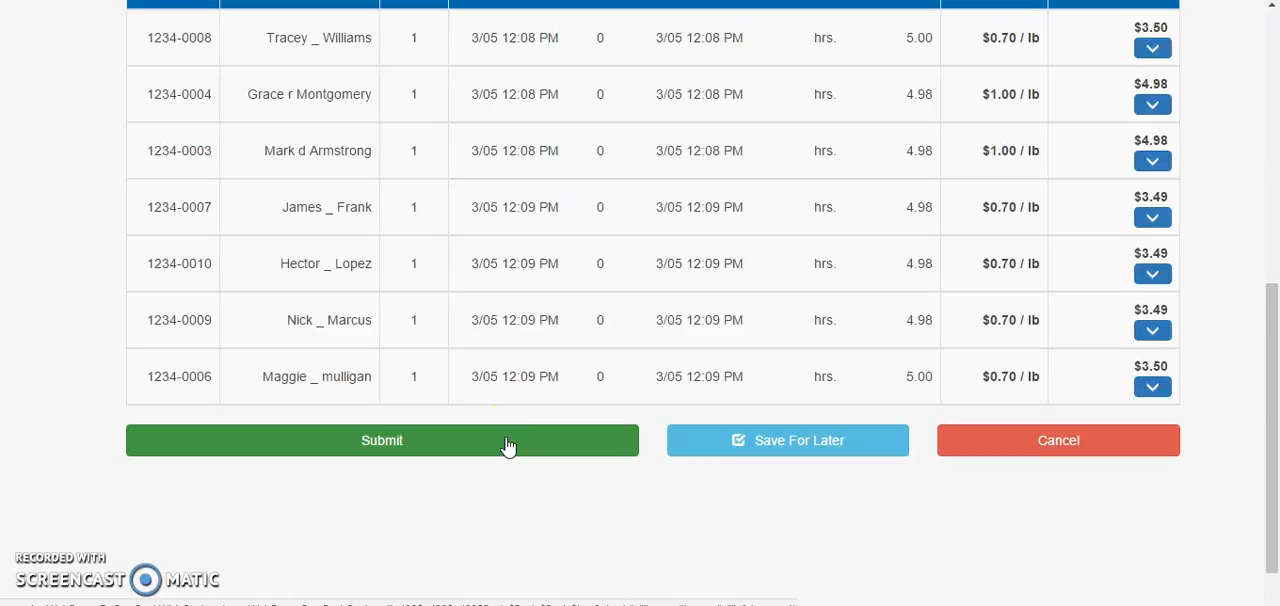 1234-0008 Tracey _ Williams 1 3/05 12:08 PM 0 3/05 12:08 PM hrs. 5.00 $0.70 / lb $3.50
1234-0004 Grace r Montgomery 1 3/05 12:08 PM 0 3/05 12:08 PM hrs. 4.98 $1.00 / lb $4.98
1234-0003 Mark d Armstrong 1 3/05 12:08 PM 0 3/05 12:08 PM hrs. 4.98 $1.00 / lb $4.98
1234-0007 James _ Frank 1 3/05 12:09 PM 0 3/05 12:09 PM hrs. 4.98 $0.70 / lb $3.49
1234-0010 Hector _ Lopez 1 3/05 12:09 PM 0 3/05 12:09 PM hrs. 4.98 $0.70 / lb $3.49
1234-0009 Nick _ Marcus 1 3/05 12:09 PM 0 3/05 12:09 PM hrs. 4.98 $0.70 / lb $3.49
1234-0006 Maggie _ mulligan 1 3/05 12:09 PM 0 3/05 12:09 PM hrs. 5.00 $0.70 / lb $3.50
Submit Save For Later Cancel
RECORDED WITH
SCREENCAST MATIC